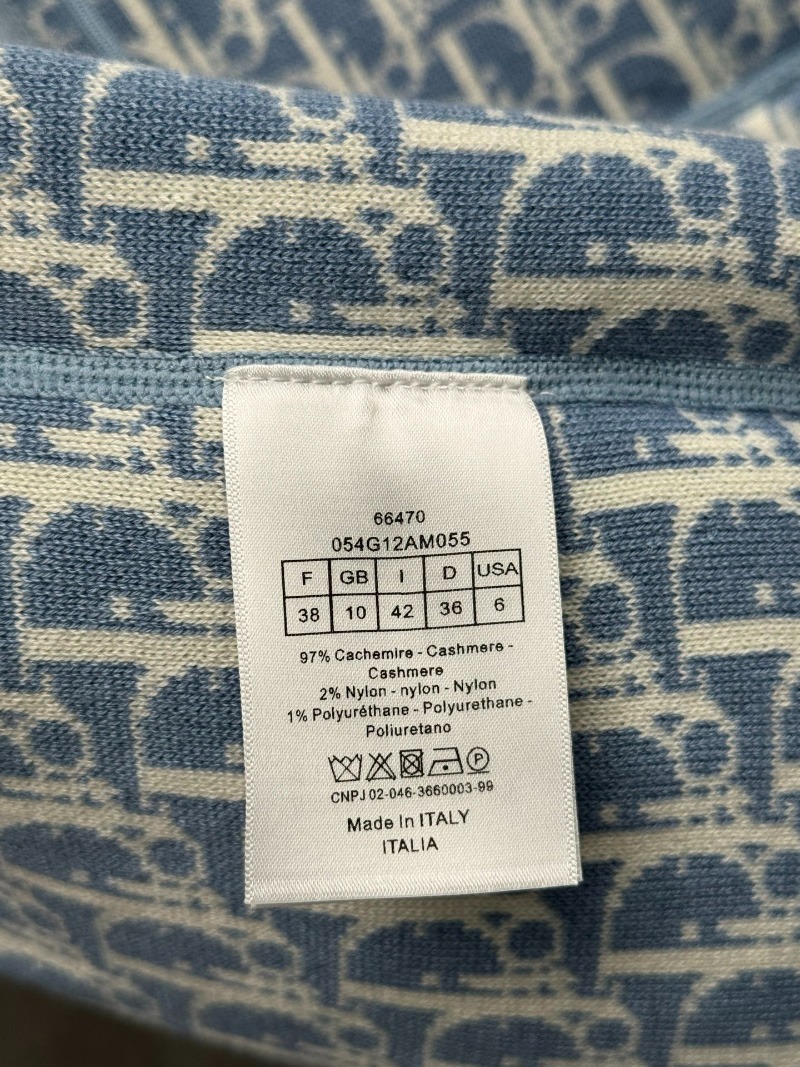 66470
054G12AM055
F GB I D USA
38 10 42 36 6
97% Cachemire - Cashmere -
Cashmere
2% Nylon - nylon - Nylon
1% Polyuréthane - Polyurethane -
Poliuretano
P
CNPJ 02-046-3660003-99
Made In ITALY
ITALIA